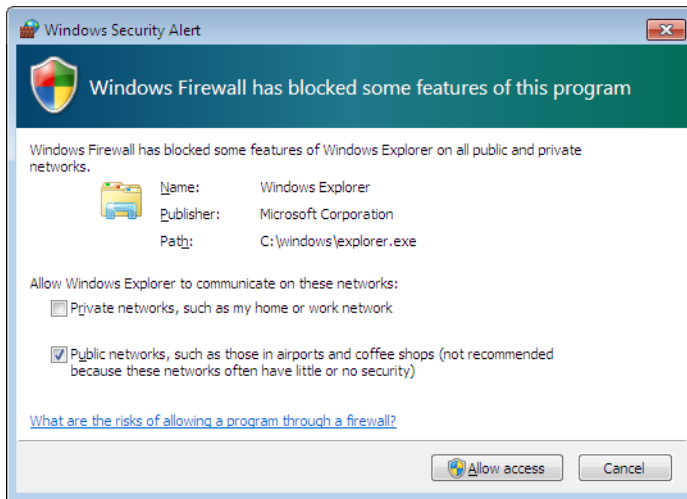 Windows Security Alert
Windows Firewall has blocked some features of this program
Windows Firewall has blocked some features of Windows Explorer on all public and private
networks.
Name: Windows Explorer
Publisher: Microsoft Corporation
Path: C:\windows\explorer.exe
Allow Windows Explorer to communicate on these networks:
Private networks, such as my home or work network
Public networks, such as those in airports and coffee shops (not recommended
because these networks often have little or no security)
What are the risks of allowing a program through a firewall?
Allow access Cancel